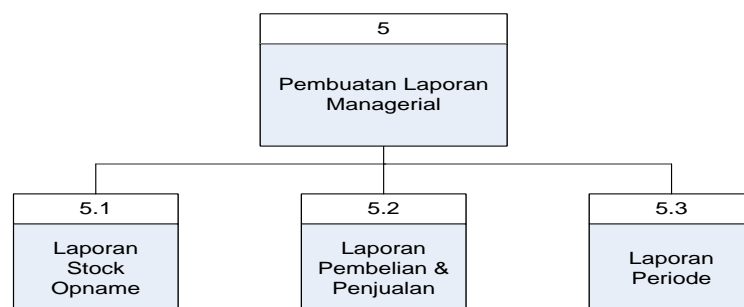 5
Pembuatan Laporan
Managerial
5.1
Laporan
Stock
Opname
5.2
Laporan
Pembelian &
Penjualan
5.3
Laporan
Periode